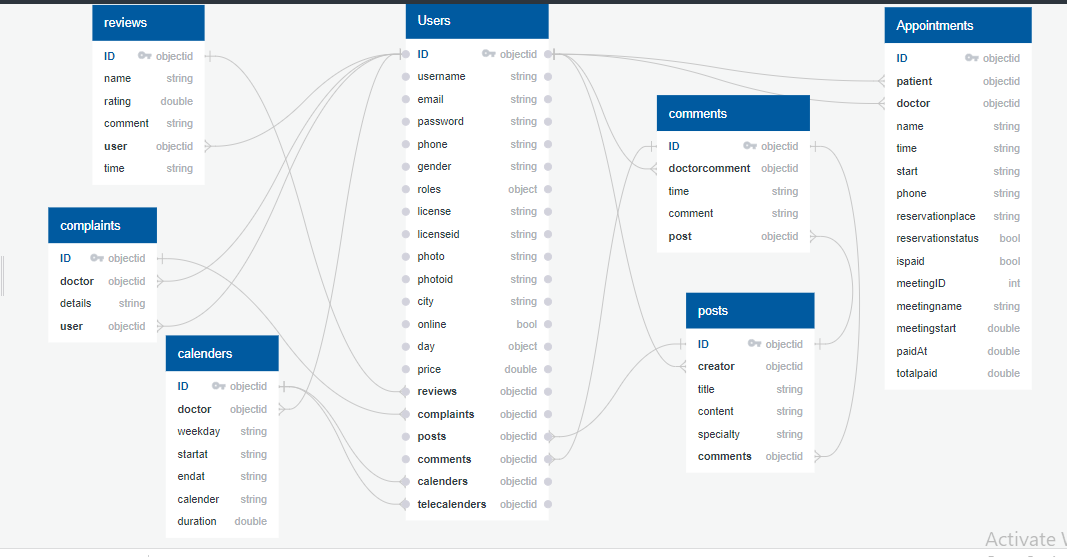 reviews
ID objectid
name string
rating double
comment string
user objectid
time string
complaints
ID objectid
doctor objectid
details string
user objectid
calenders
ID objectid
doctor objectid
weekday string
startat string
endat string
calender string
duration double
Users
ID objectid
username string
email string
password string
phone string
gender string
roles object
license string
licenseid string
photo string
photoid string
city string
online bool
day object
price double
reviews objectid
complaints objectid
posts objectid
comments objectid
calenders objectid
telecalenders objectid
comments
ID objectid
doctorcomment objectid
time string
comment string
post objectid
posts
ID objectid
creator objectid
title string
content string
specialty string
comments objectid
Appointments
ID objectid
patient objectid
doctor objectid
name string
time string
start string
phone string
reservationplace string
reservationstatus bool
ispaid bool
meetingID int
meetingname string
meetingstart double
paidAt double
totalpaid double
Activate